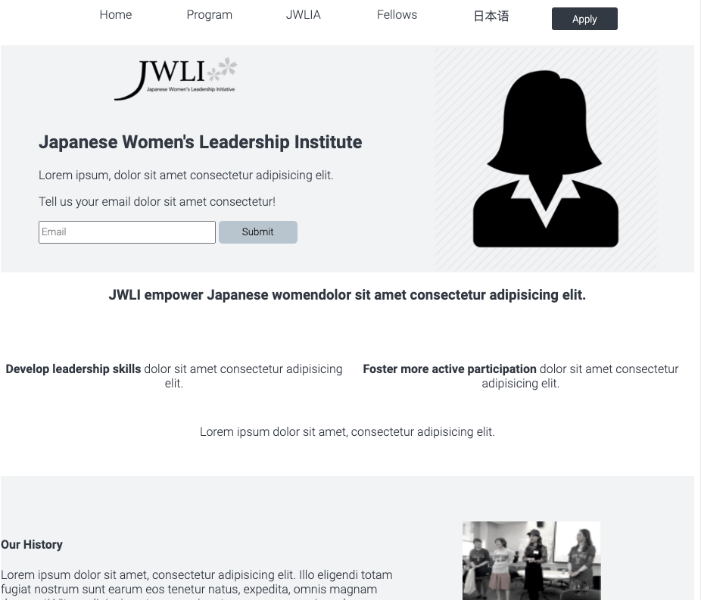 Home Program JWLIA Fellows 日本语 Apply
JWLI
Japanese Women's Leadership Initiative
Japanese Women's Leadership Institute
Lorem ipsum, dolor sit amet consectetur adipisicing elit.
Tell us your email dolor sit amet consectetur!
Email Submit
JWLI empower Japanese womendolor sit amet consectetur adipisicing elit.
Develop leadership skills dolor sit amet consectetur adipisicing
elit.
Foster more active participation dolor sit amet consectetur
adipisicing elit.
Lorem ipsum dolor sit amet, consectetur adipisicing elit.
Our History
Lorem ipsum dolor sit amet, consectetur adipisicing elit. Illo eligendi totam
fugiat nostrum sunt earum eos tenetur natus, expedita, omnis magnam